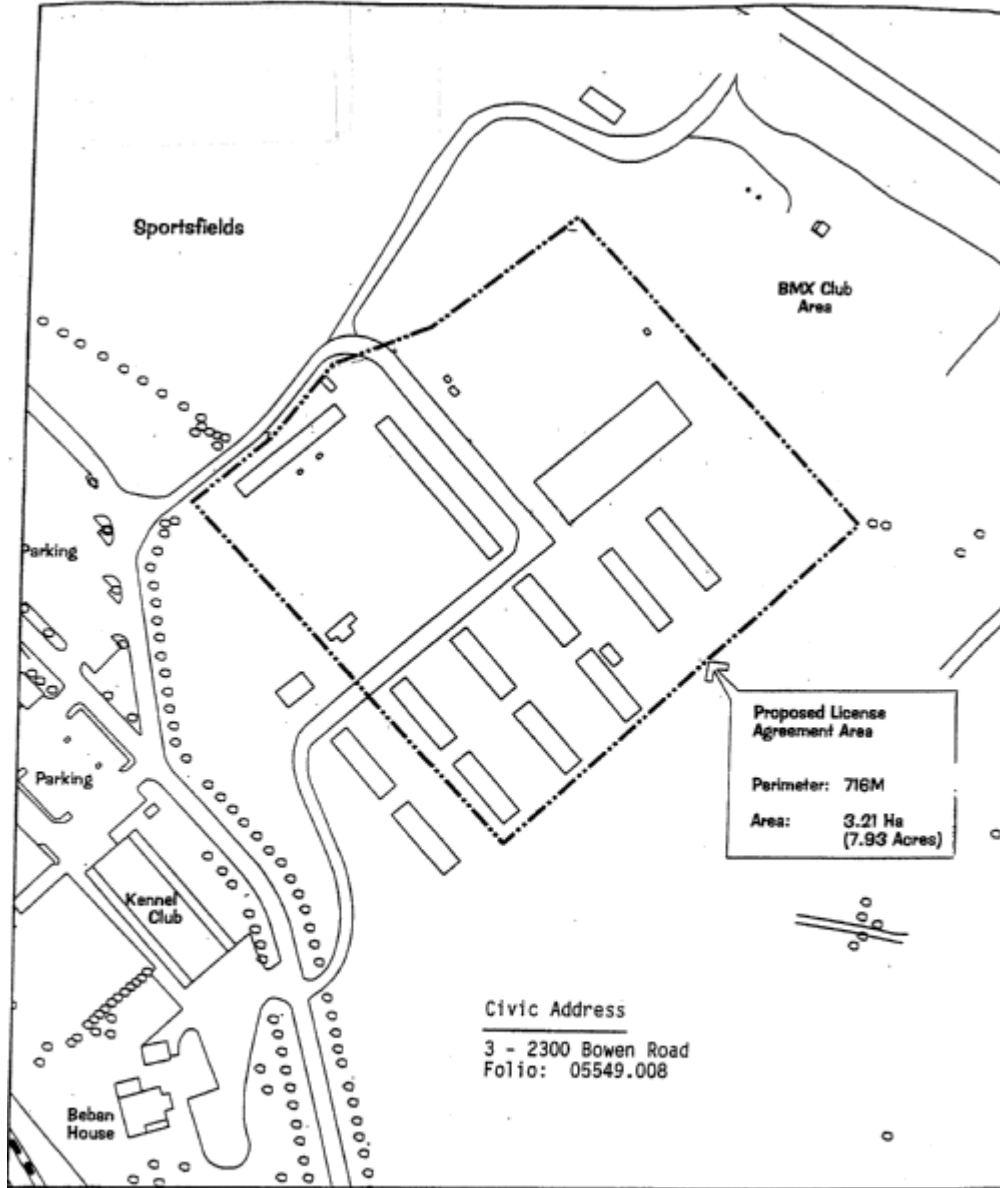 Sportsfields
BMX Club
Area
Parking
Proposed License
Agreement Area
Perimeter: 716M
Parking
Area: 3.21 Ha
(7.93 Acres)
Kennel
Club
Civic Address
3 - 2300 Bowen Road
Folio: 05549.008
Beban
House